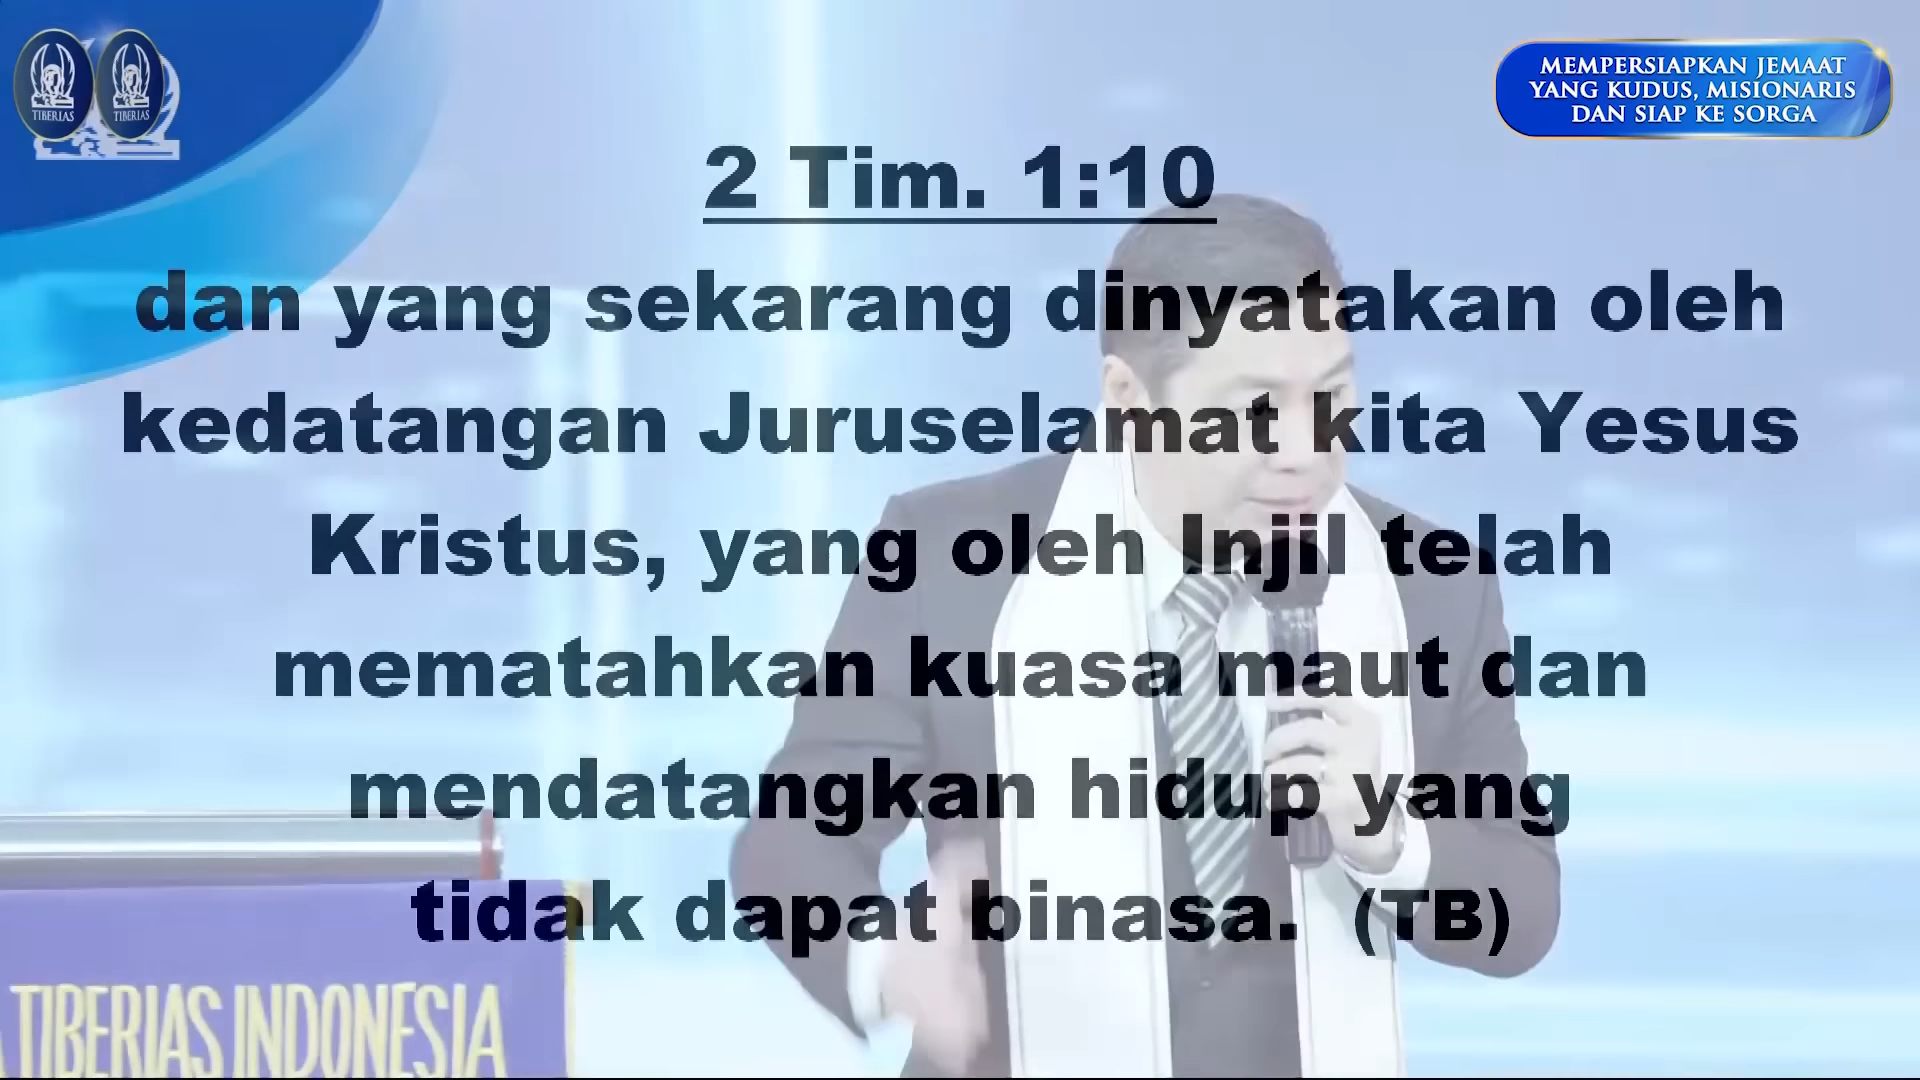 TIBERIAS
TIBERIAS
MEMPERSIAPKAN JEMAAT
YANG KUDUS, MISIONARIS
DAN SIAP KE SORGA
2 Tim. 1:10
dan yang sekarang dinyatakan oleh
kedatangan Juruselamat kita Yesus
Kristus, yang oleh Injil telah
mematahkan kuasa maut dan
mendatangkan hidup yang
tidak dapat binasa. (TB)
TIBERIAS INDONESIA